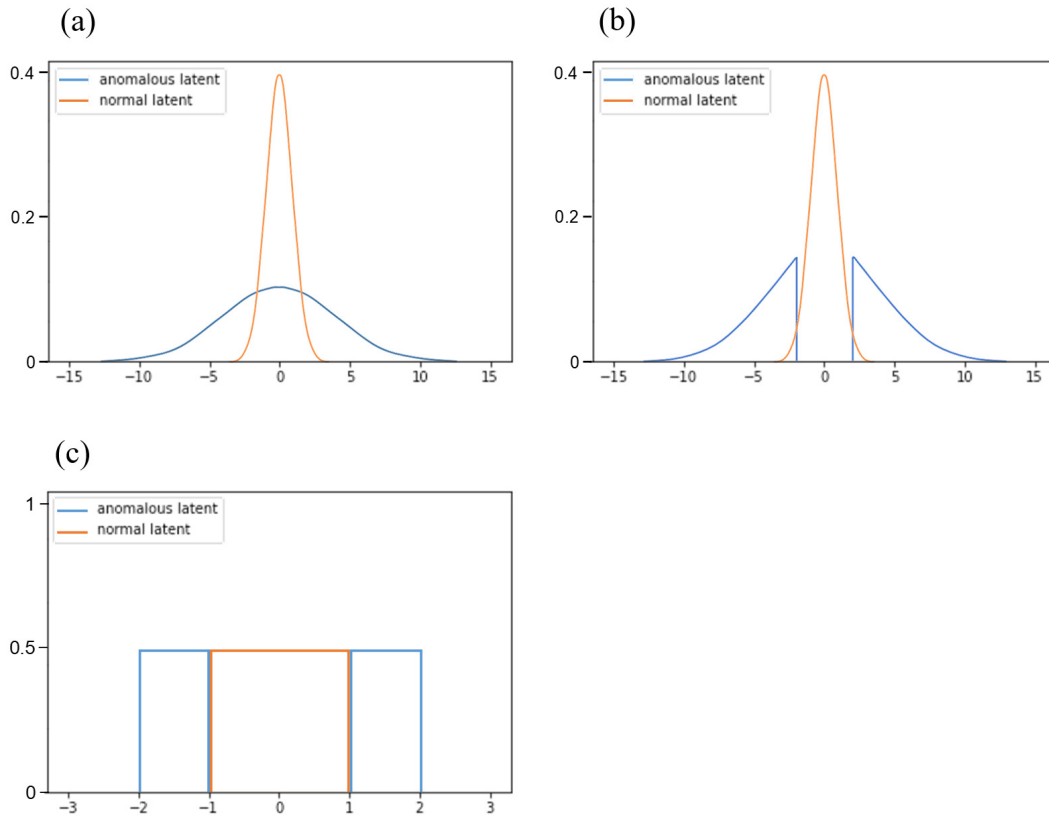 (a)
0.4
anomalous latent
normal latent
0.2
0
−15 −10 −5 0 5 10 15
(b)
0.4
anomalous latent
normal latent
0.2
0
−15 −10 −5 0 5 10 15
(c)
1
anomalous latent
normal latent
0.5
0
−3 −2 −1 0 1 2 3